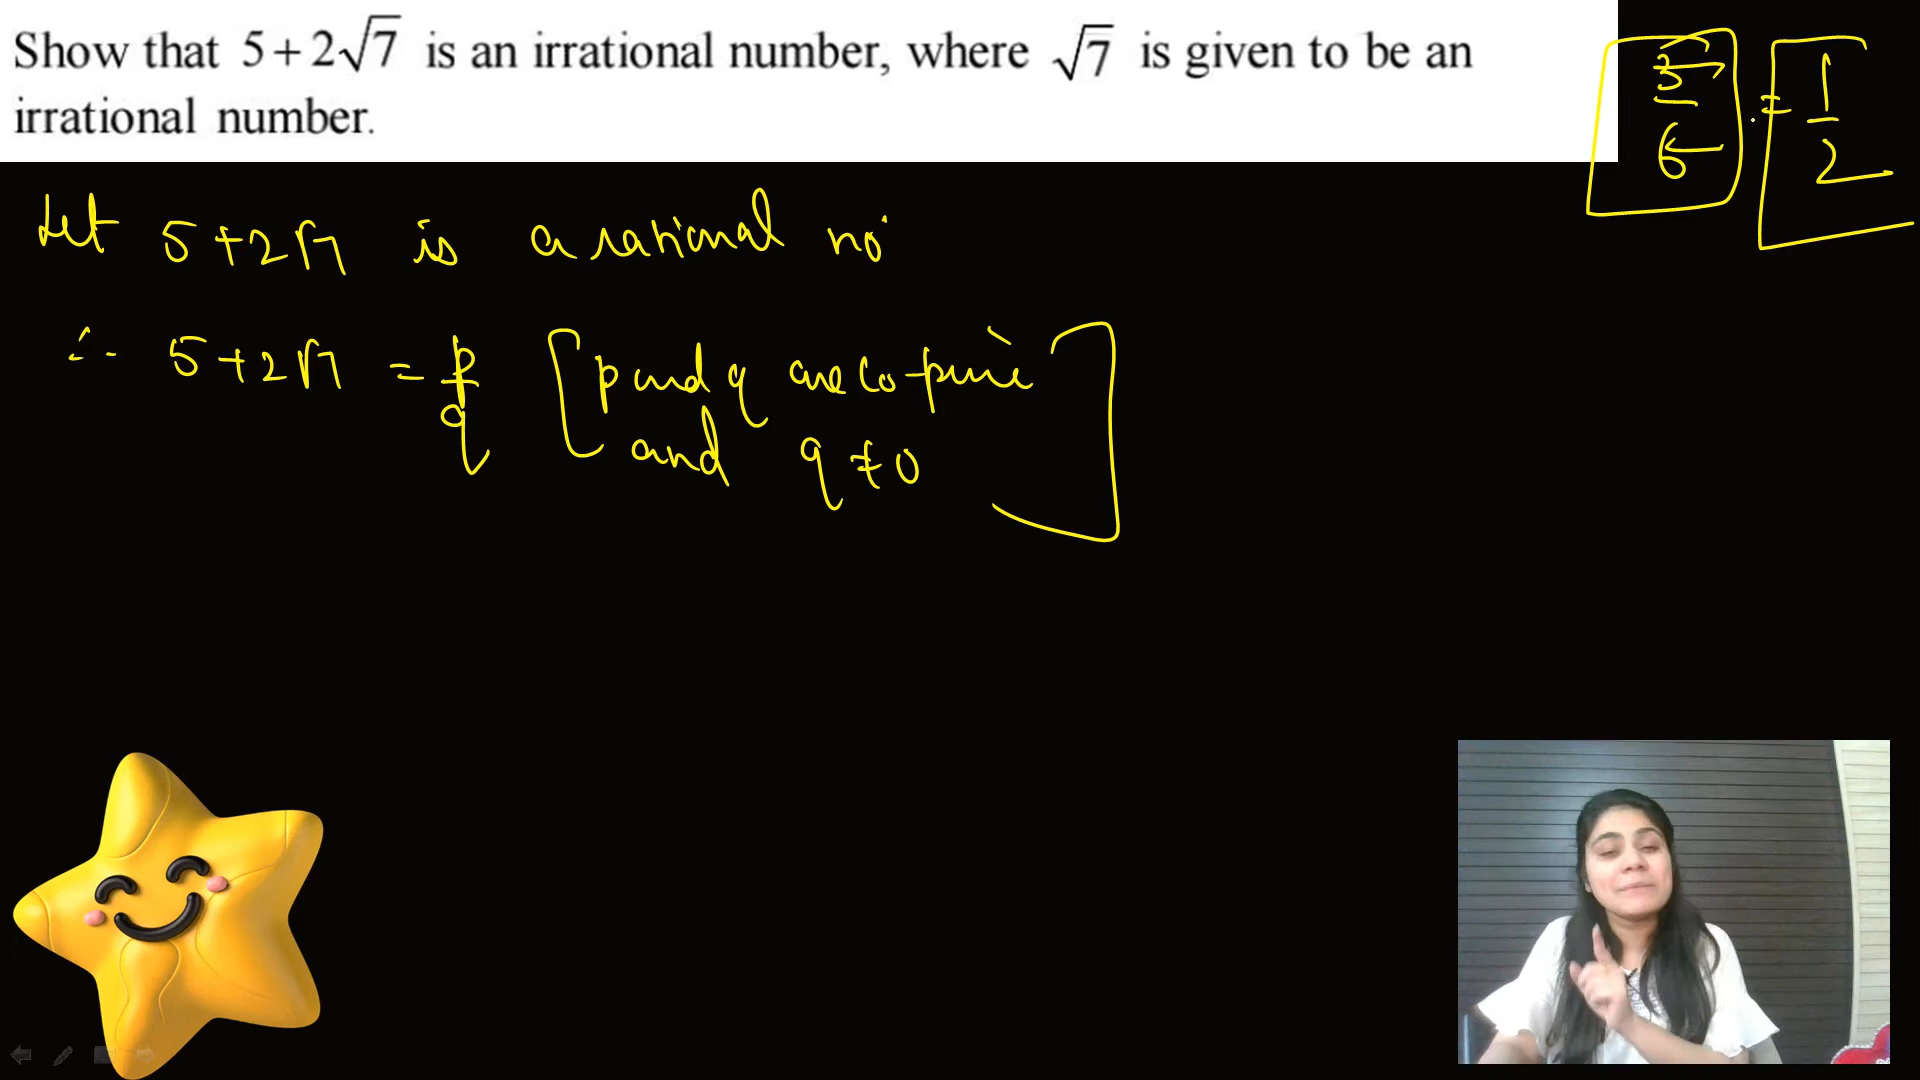 Show that 5+2√7 is an irrational number, where √7 is given to be an
irrational number.
3/6 = 1/2
Let 5+2√7 is a rational no.
∴ 5+2√7 = p/q [p and q are co-prime
and q ≠ 0]